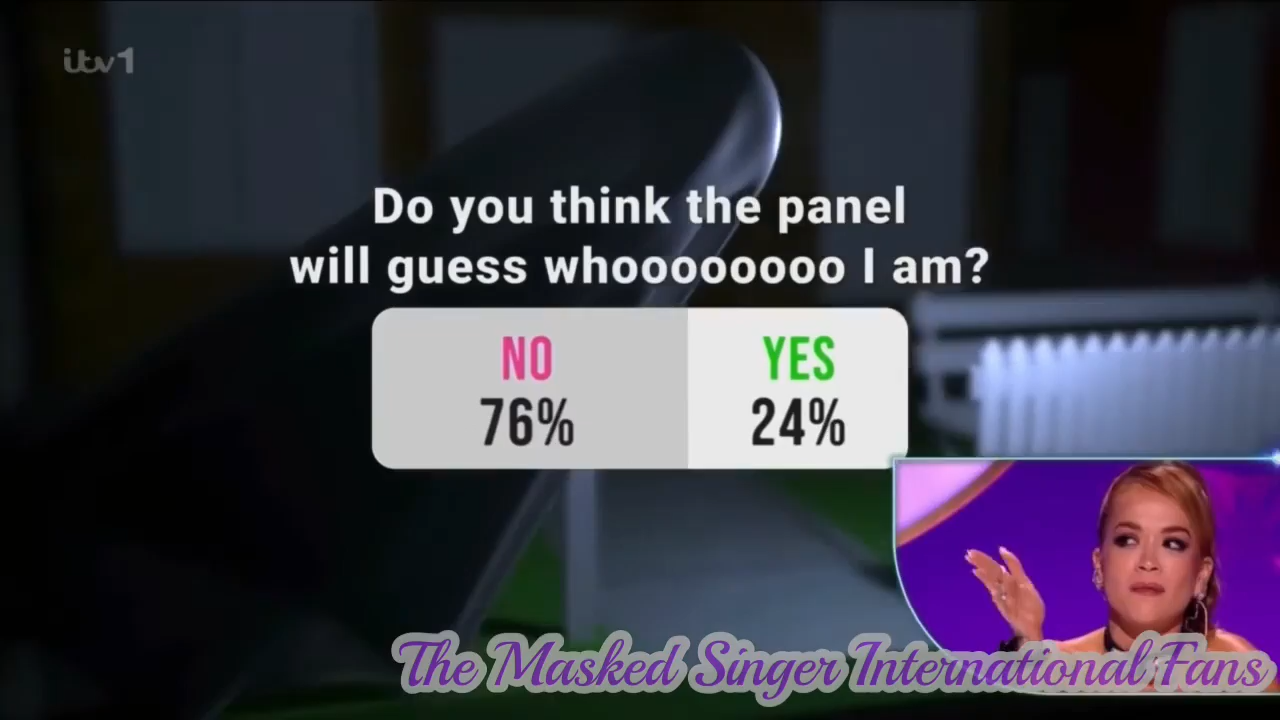 itv1
Do you think the panel
will guess whoooooooo I am?
NO
YES
76%
24%
The Masked Singer International Fans